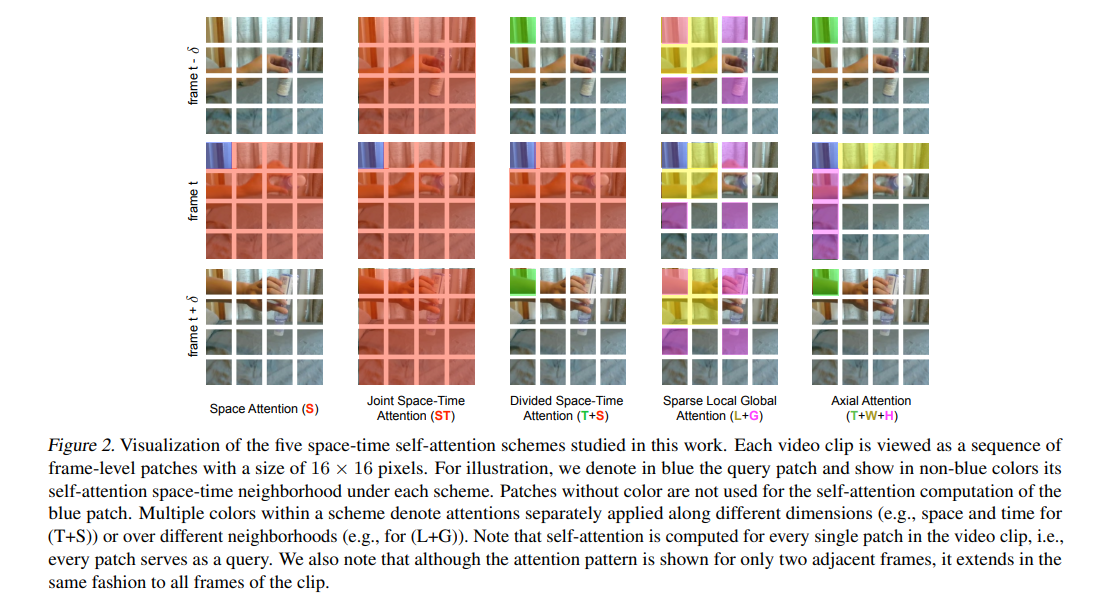 frame t - δ
frame t
frame t + δ
Space Attention (S)
Joint Space-Time
Attention (ST)
Divided Space-Time
Attention (T+S)
Sparse Local Global
Attention (L+G)
Axial Attention
(T+W+H)
Figure 2. Visualization of the five space-time self-attention schemes studied in this work. Each video clip is viewed as a sequence of
frame-level patches with a size of 16 × 16 pixels. For illustration, we denote in blue the query patch and show in non-blue colors its
self-attention space-time neighborhood under each scheme. Patches without color are not used for the self-attention computation of the
blue patch. Multiple colors within a scheme denote attentions separately applied along different dimensions (e.g., space and time for
(T+S)) or over different neighborhoods (e.g., for (L+G)). Note that self-attention is computed for every single patch in the video clip, i.e.,
every patch serves as a query. We also note that although the attention pattern is shown for only two adjacent frames, it extends in the
same fashion to all frames of the clip.